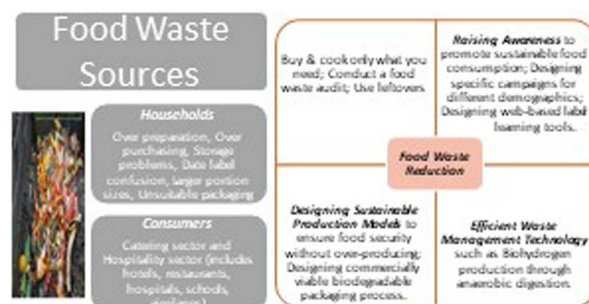 Food Waste
Sources
Households
Over preparation, Over
purchasing, Storage
problems, Date label
confusion, larger portion
sizes, Unsuitable packaging
Consumers
Catering sector and
Hospitality sector (includes
hotels, restaurants,
hospitals, schools,
Buy & cook only what you
need; Conduct a food
waste audit; Use leftovers
Raising Awareness to
promote sustainable food
consumption; Designing
specific campaigns for
different demographics;
Designing web-based label
learning tools.
Food Waste
Reduction
Designing Sustainable
Production Models to
ensure food security
without over-producing;
Designing commercially
viable biodegradable
packaging process.
Efficient Waste
Management Technology
such as Biohydrogen
production through
anaerobic digestion.